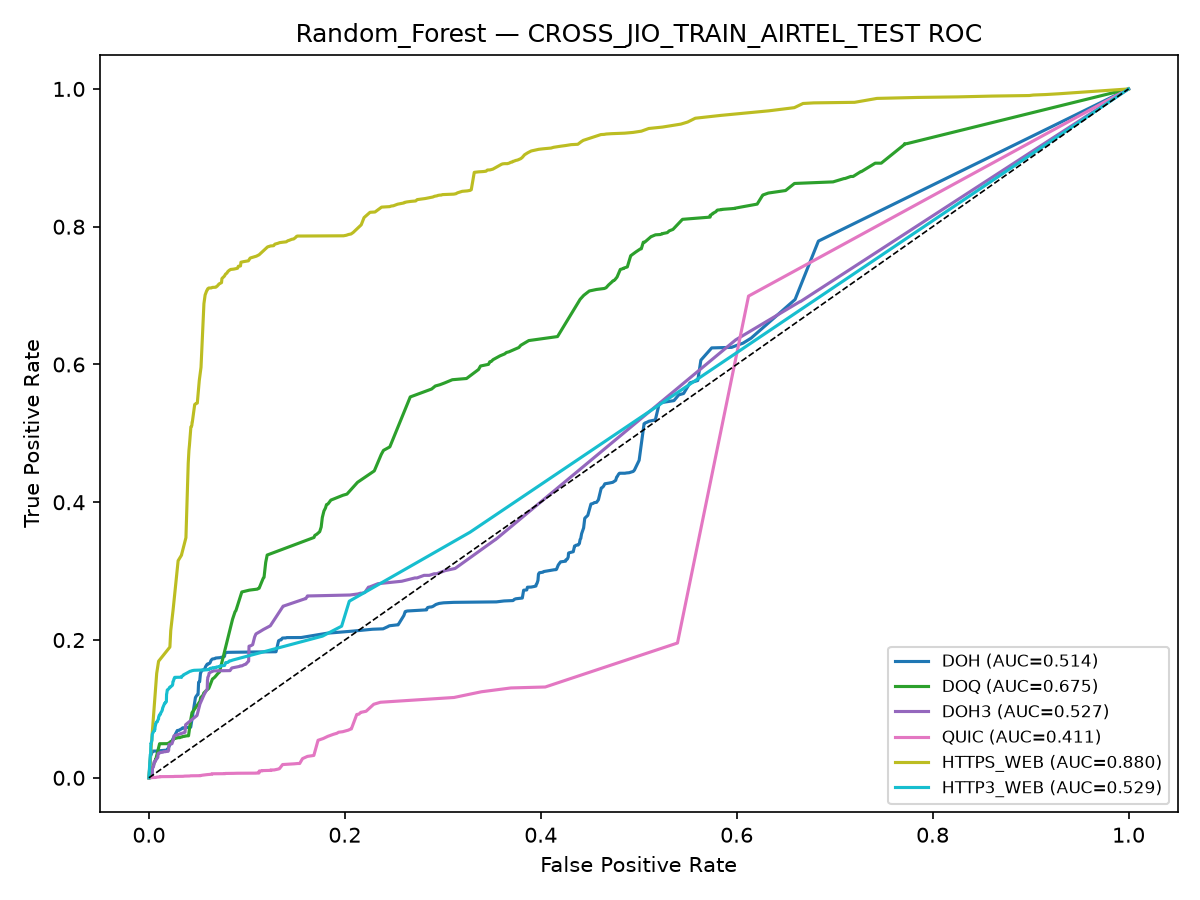 Random_Forest — CROSS_JIO_TRAIN_AIRTEL_TEST ROC
1.0
0.8
0.6
0.4
0.2
0.0
True Positive Rate
DOH (AUC=0.514)
DOQ (AUC=0.675)
DOH3 (AUC=0.527)
QUIC (AUC=0.411)
HTTPS_WEB (AUC=0.880)
HTTP3_WEB (AUC=0.529)
0.0 0.2 0.4 0.6 0.8 1.0
False Positive Rate